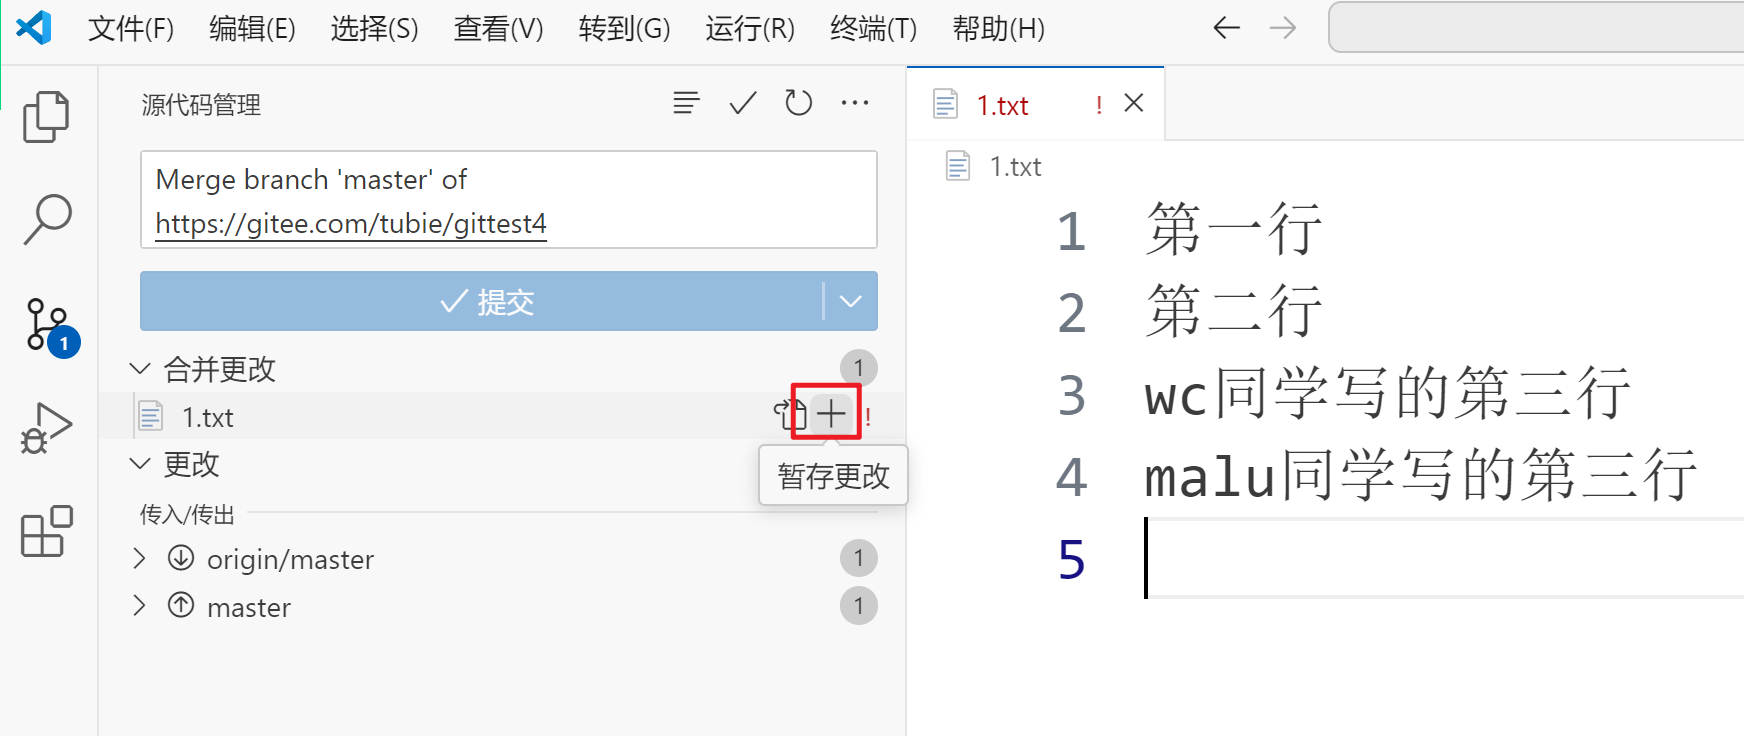 文件(F) 编辑(E) 选择(S) 查看(V) 转到(G) 运行(R) 终端(T) 帮助(H)
源代码管理
Merge branch 'master' of
https://gitee.com/tubie/gittest4
提交
合并更改 1
1.txt !
暂存更改
更改
传入/传出
origin/master 1
master 1
1
1.txt !
1.txt
1 第一行
2 第二行
3 wc同学写的第三行
4 malu同学写的第三行
5